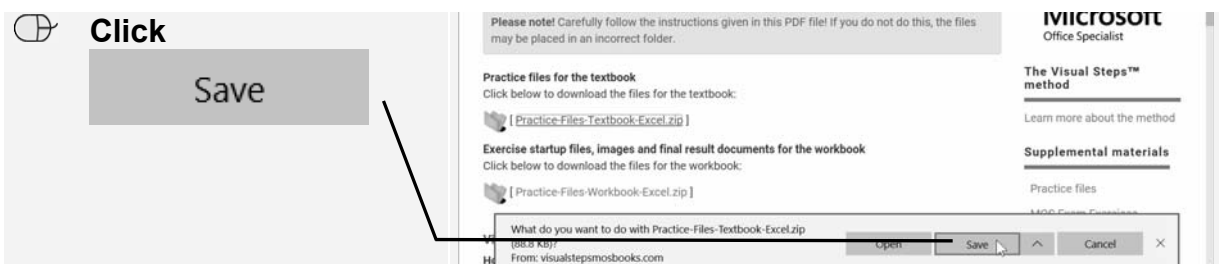 Click
Save
Please note! Carefully follow the instructions given in this PDF file! If you do not do this, the files
may be placed in an incorrect folder.
Practice files for the textbook
Click below to download the files for the textbook:
[ Practice-Files-Textbook-Excel.zip ]
Exercise startup files, images and final result documents for the workbook
Click below to download the files for the workbook:
[ Practice-Files-Workbook-Excel.zip ]
What do you want to do with Practice-Files-Textbook-Excel.zip
(88.8 KB)?
From: visualstepsmosbooks.com
Open Save Cancel
Microsoft
Office Specialist
The Visual Steps™
method
Learn more about the method
Supplemental materials
Practice files
MOS Exam Exercises